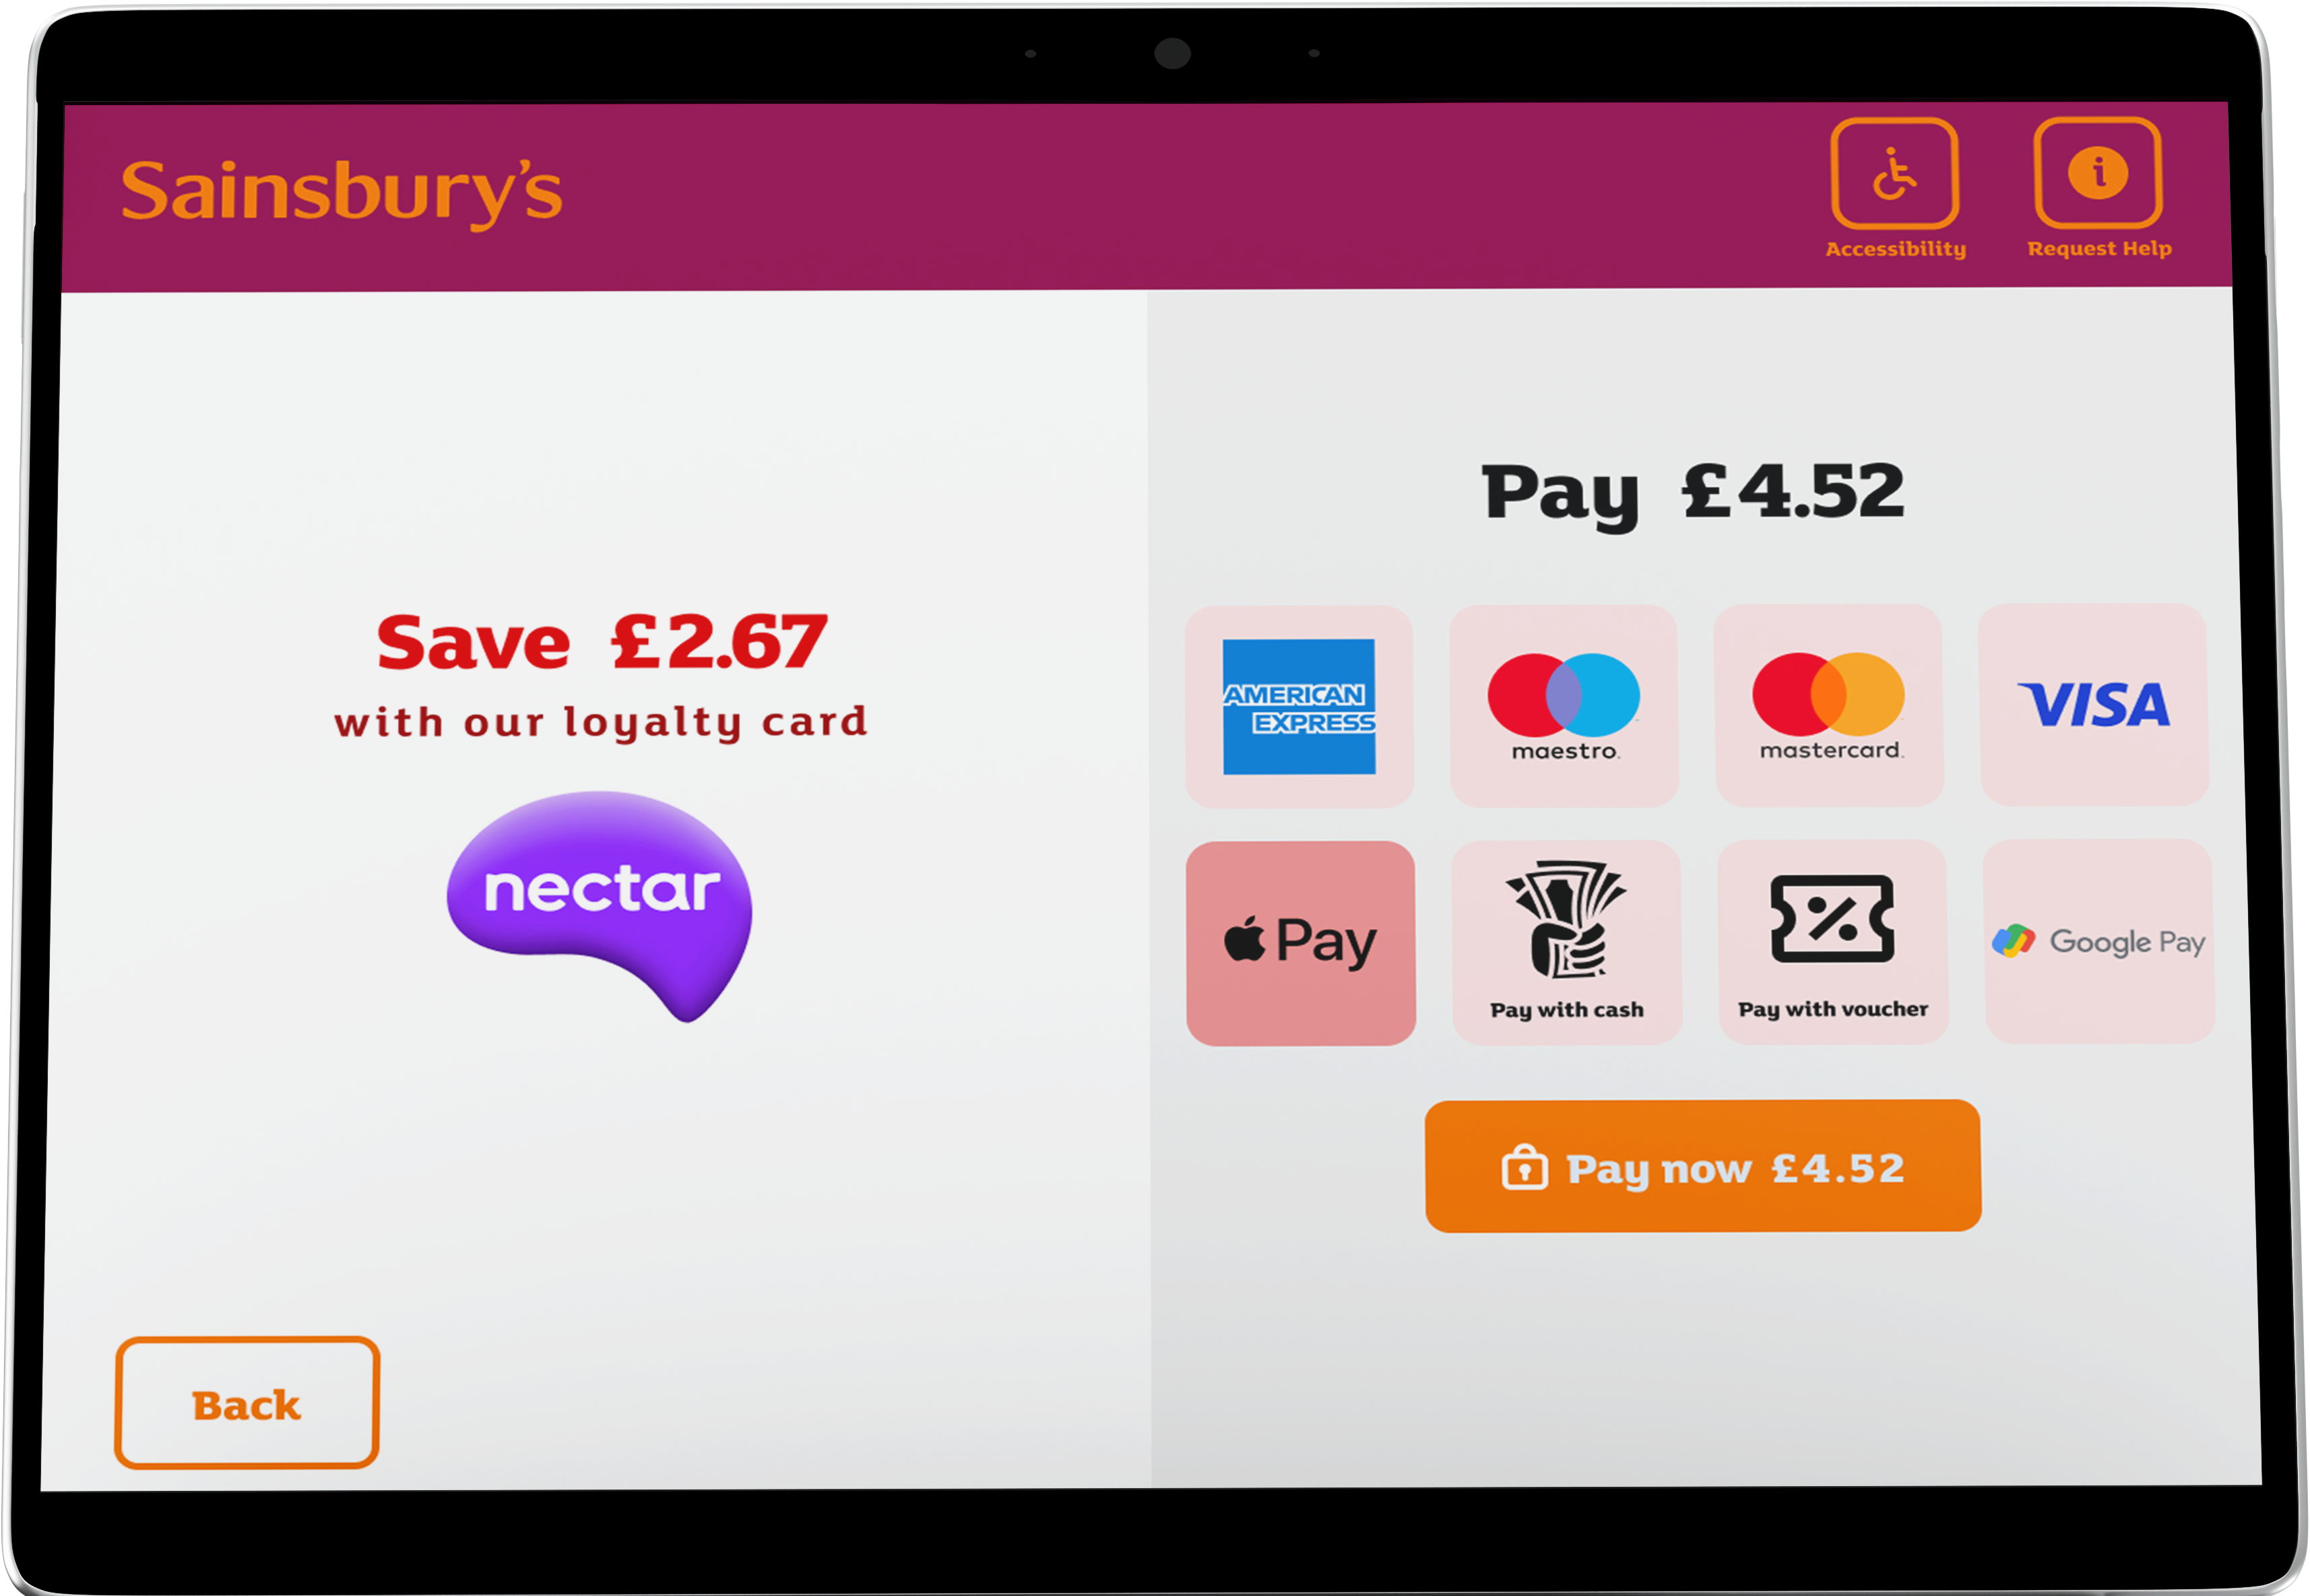 Sainsbury's
Accessibility
Request Help
Save £2.67
with our loyalty card
nectar
Back
Pay £4.52
AMERICAN
EXPRESS
maestro
mastercard
VISA
Pay
Pay with cash
Pay with voucher
Google Pay
Pay now £4.52